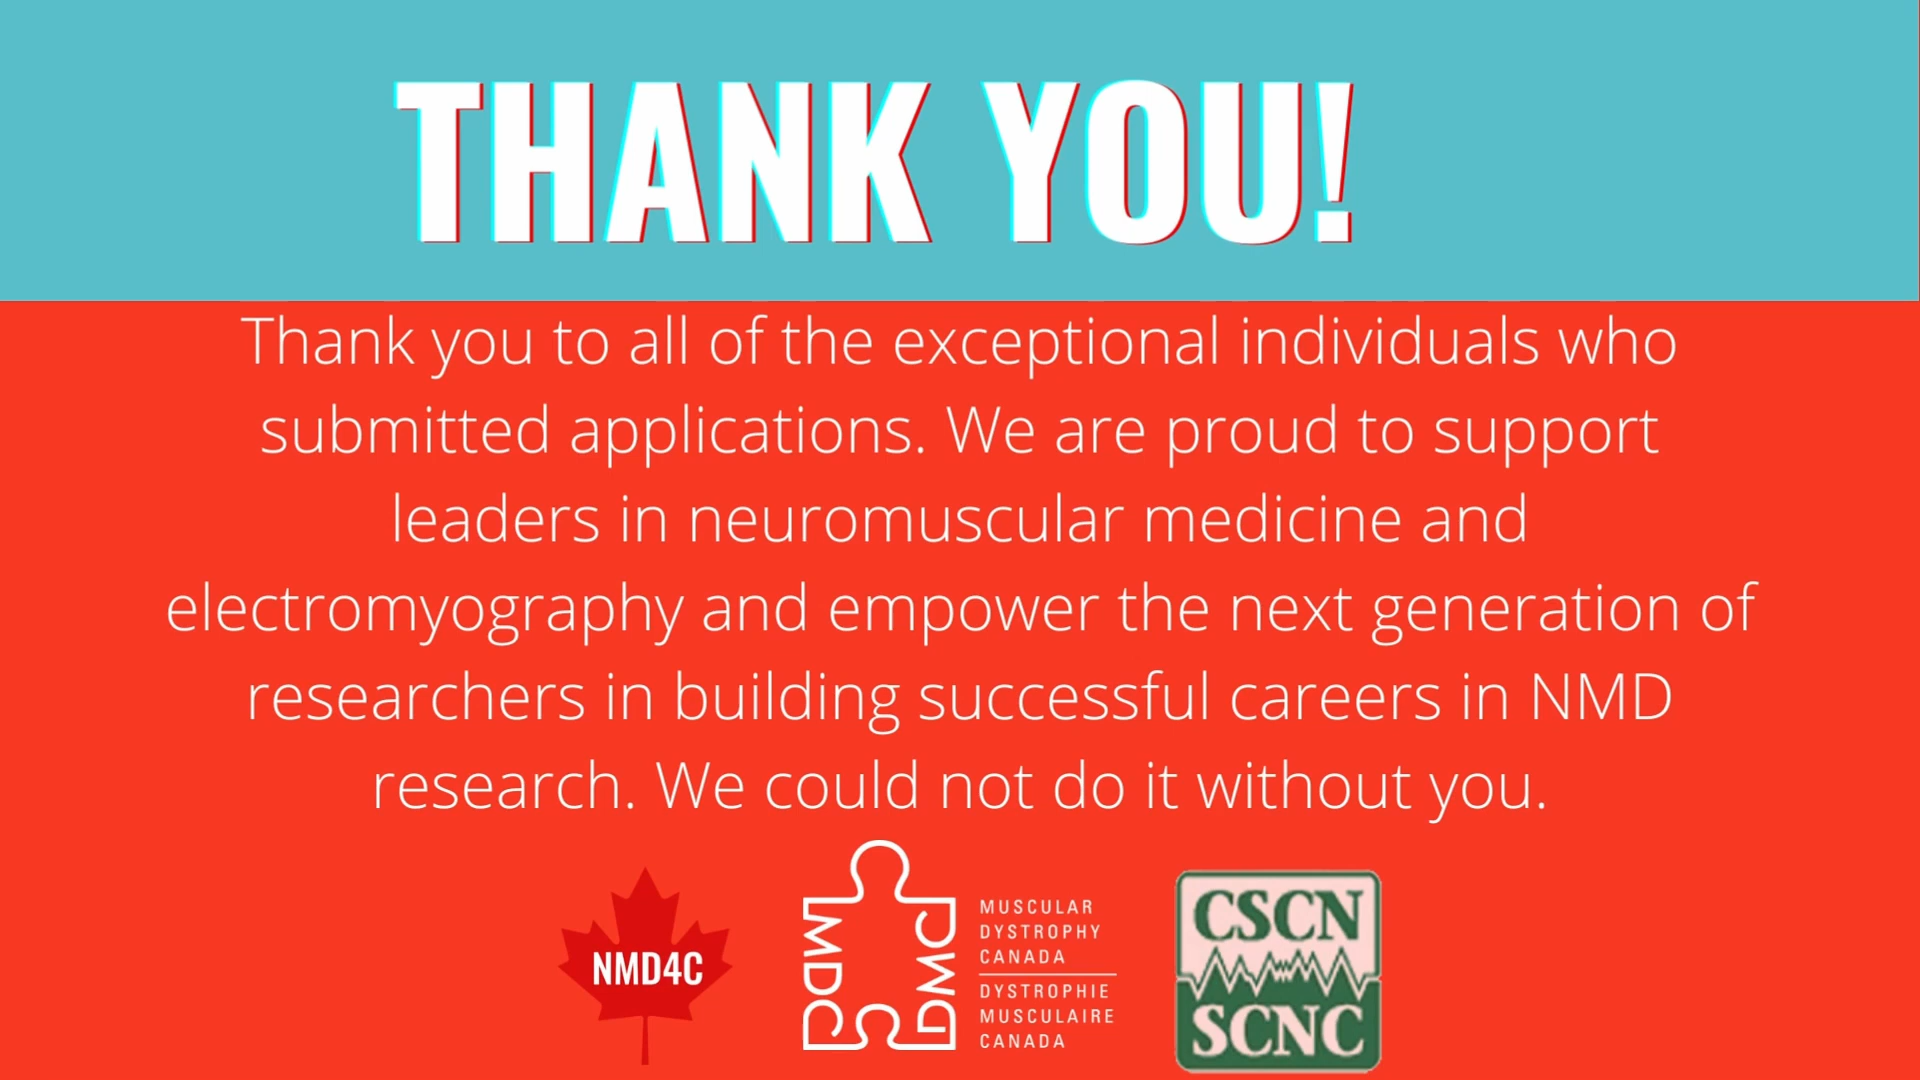 THANK YOU!
Thank you to all of the exceptional individuals who
submitted applications. We are proud to support
leaders in neuromuscular medicine and
electromyography and empower the next generation of
researchers in building successful careers in NMD
research. We could not do it without you.
NMD4C
MDC
DMC
MUSCULAR
DYSTROPHY
CANADA
DYSTROPHIE
MUSCULAIRE
CANADA
CSCN
SCNC